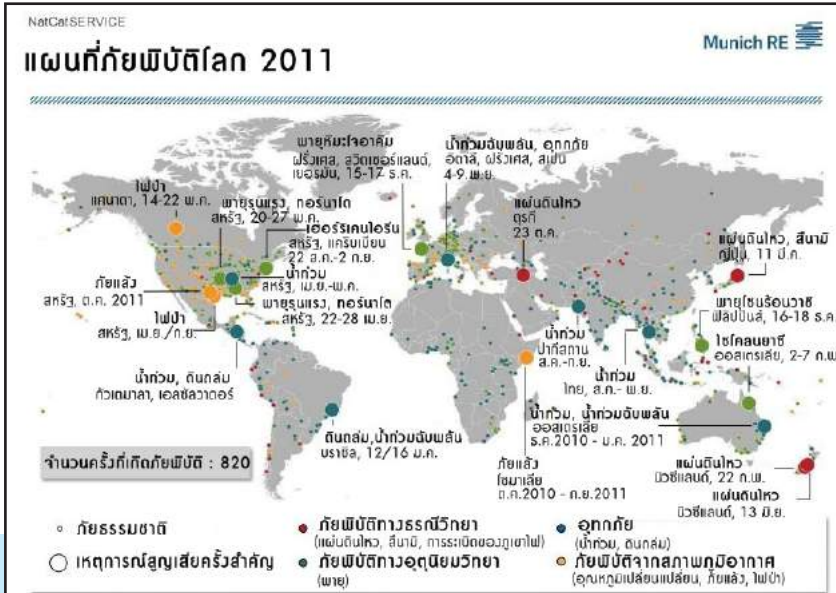 NatCatSERVICE
Munich RE
แผนที่ภัยพิบัติโลก 2011
พายุหิมะโจอาคิม
ฝรั่งเศส, สวิตเซอร์แลนด์,
เยอรมัน, 15-17 ธ.ค.
น้ำท่วมฉับพลัน, อุทกภัย
อิตาลี, ฝรั่งเศส, สเปน
4-9 พ.ย.
ไฟป่า
แคนาดา, 14-22 พ.ค.
พายุรุนแรง, ทอร์นาโด
สหรัฐ, 20-27 พ.ค.
เฮอร์ริเคนไอรีน
สหรัฐ, แคริบเบียน
22 ส.ค.-2 ก.ย.
แผ่นดินไหว
ตุรกี
23 ต.ค.
แผ่นดินไหว, สึนามิ
ญี่ปุ่น, 11 มี.ค.
ภัยแล้ง
สหรัฐ, ต.ค. 2011
น้ำท่วม
สหรัฐ, เม.ย.-พ.ค.
พายุรุนแรง, ทอร์นาโด
สหรัฐ, 22-28 เม.ย.
ไฟป่า
สหรัฐ, เม.ย./ก.ย.
พายุโซนร้อนวาชิ
ฟิลิปปินส์, 16-18 ธ.ค.
ไซโคลนยาซี
ออสเตรเลีย, 2-7 ก.พ
น้ำท่วม
ปากีสถาน
ส.ค.-ก.ย.
น้ำท่วม
ไทย, ส.ค.- พ.ย.
น้ำท่วม, ดินถล่ม
กัวเตมาลา, เอลซัลวาดอร์
น้ำท่วม, น้ำท่วมฉับพลัน
ออสเตรเลีย
ธ.ค.2010 - ม.ค. 2011
ดินถล่ม,น้ำท่วมฉับพลัน
บราซิล, 12/16 ม.ค.
ภัยแล้ง
โซมาเลีย
ต.ค.2010 - ก.ย.2011
แผ่นดินไหว
นิวซีแลนด์, 22 ก.พ.
แผ่นดินไหว
นิวซีแลนด์, 13 มิ.ย.
จำนวนครั้งที่เกิดภัยพิบัติ : 820
ภัยธรรมชาติ
เหตุการณ์สูญเสียครั้งสำคัญ
ภัยพิบัติทางธรณีวิทยา
(แผ่นดินไหว, สึนามิ, การระเบิดของภูเขาไฟ)
ภัยพิบัติทางอุตุนิยมวิทยา
(พายุ)
อุทกภัย
(น้ำท่วม, ดินถล่ม)
ภัยพิบัติจากสภาพภูมิอากาศ
(อุณหภูมิเปลี่ยนแปลง, ภัยแล้ง, ไฟป่า)